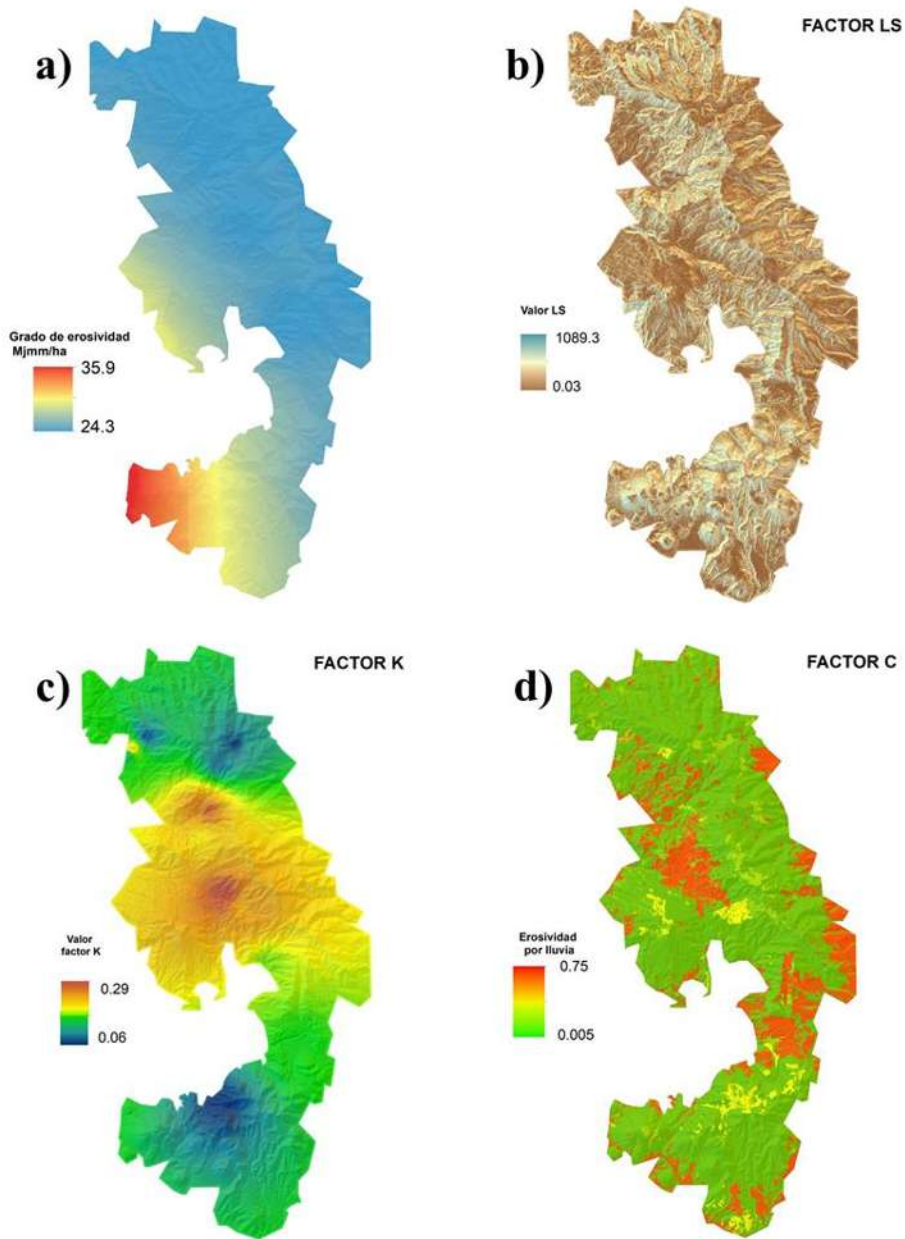 a)
Grado de erosividad
Mjmm/ha
35.9
24.3
FACTOR LS
b)
Valor LS
1089.3
0.03
FACTOR K
c)
Valor
factor K
0.29
0.06
FACTOR C
d)
Erosividad
por lluvia
0.75
0.005